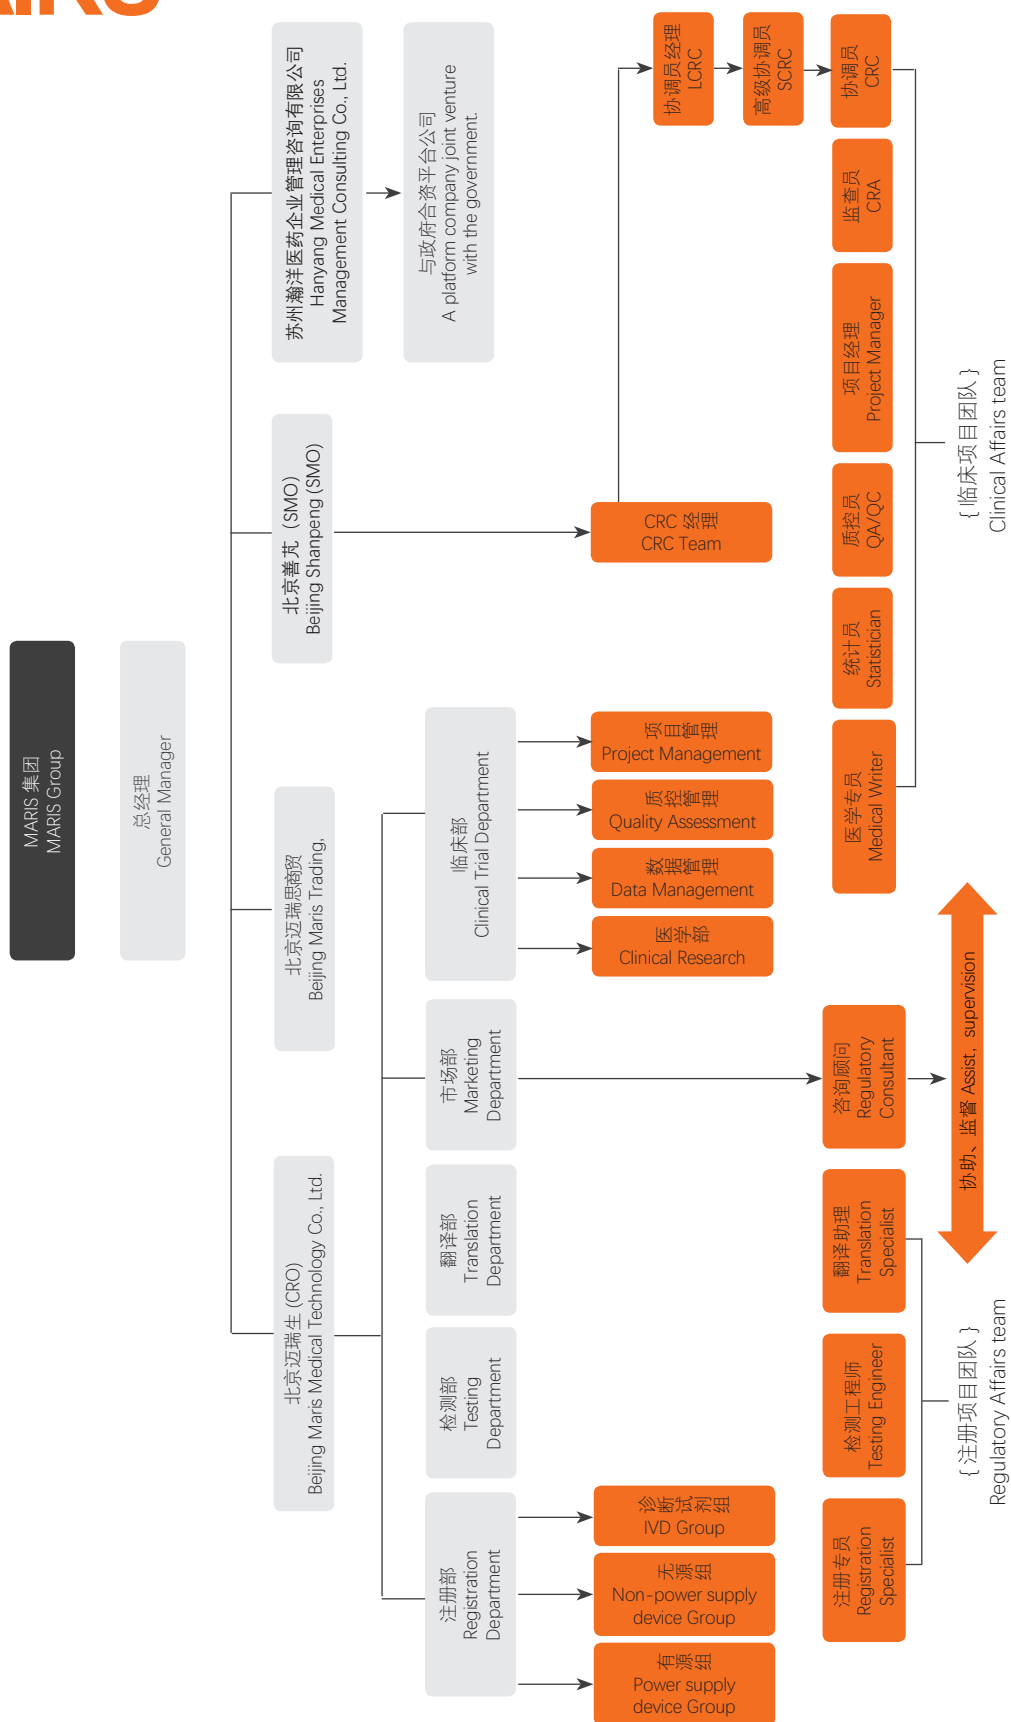 MARIS 集团
MARIS Group
总经理
General Manager
北京迈瑞生 (CRO)
Beijing Maris Medical Technology Co., Ltd.
北京迈瑞思商贸
Beijing Maris Trading,
北京善芃（SMO）
Beijing Shanpeng (SMO)
苏州瀚洋医药企业管理咨询有限公司
Hanyang Medical Enterprises
Management Consulting Co., Ltd.
与政府合资平台公司
A platform company joint venture
with the government.
注册部
Registration
Department
检测部
Testing
Department
翻译部
Translation
Department
市场部
Marketing
Department
临床部
Clinical Trial Department
有源组
Power supply
device Group
无源组
Non-power supply
device Group
诊断试剂组
IVD Group
医学部
Clinical Research
数据管理
Data Management
质控管理
Quality Assessment
项目管理
Project Management
CRC 经理
CRC Team
协调员经理
LCRC
高级协调员
SCRC
协调员
CRC
监查员
CRA
项目经理
Project Manager
质控员
QA/QC
统计员
Statistician
医学专员
Medical Writer
咨询顾问
Regulatory
Consultant
翻译助理
Translation
Specialist
检测工程师
Testing Engineer
注册专员
Registration
Specialist
{ 注册项目团队 }
Regulatory Affairs team
协助、监督 Assist, supervision
{ 临床项目团队 }
Clinical Affairs team